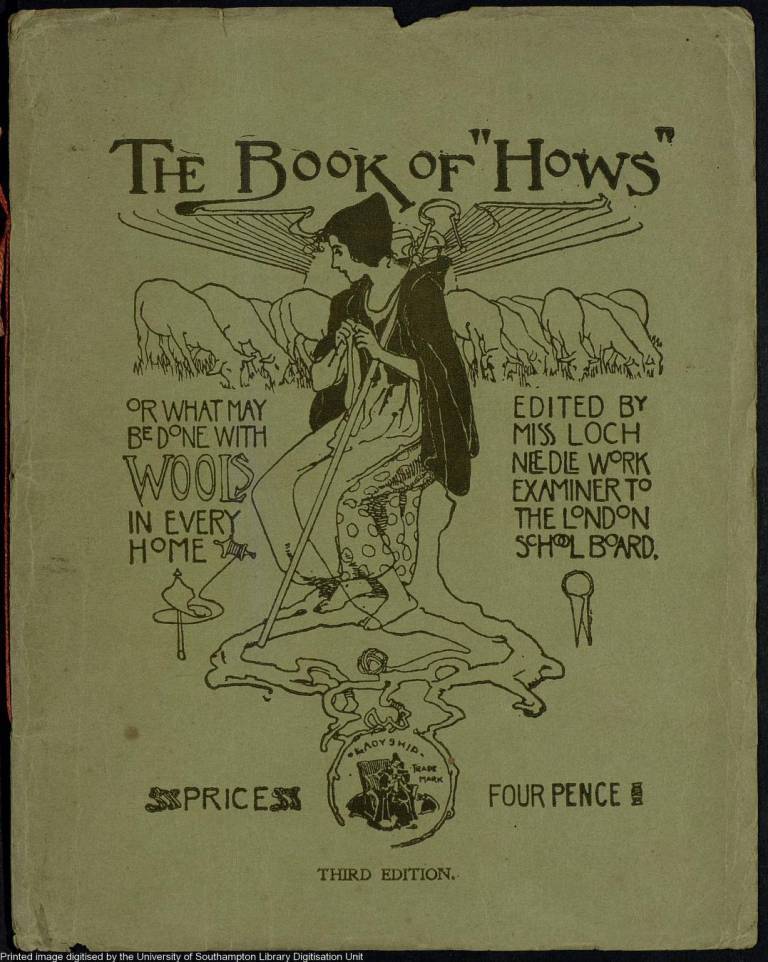 THE BOOK OF "HOWS"
OR WHAT MAY
BE DONE WITH
WOOLS
IN EVERY
HOME
EDITED BY
MISS LOCH
NEEDLE WORK
EXAMINER TO
THE LONDON
SCHOOL BOARD.
LADYSHIP
TRADE
MARK
PRICE
FOUR PENCE
THIRD EDITION.
Printed image digitised by the University of Southampton Library Digitisation Unit